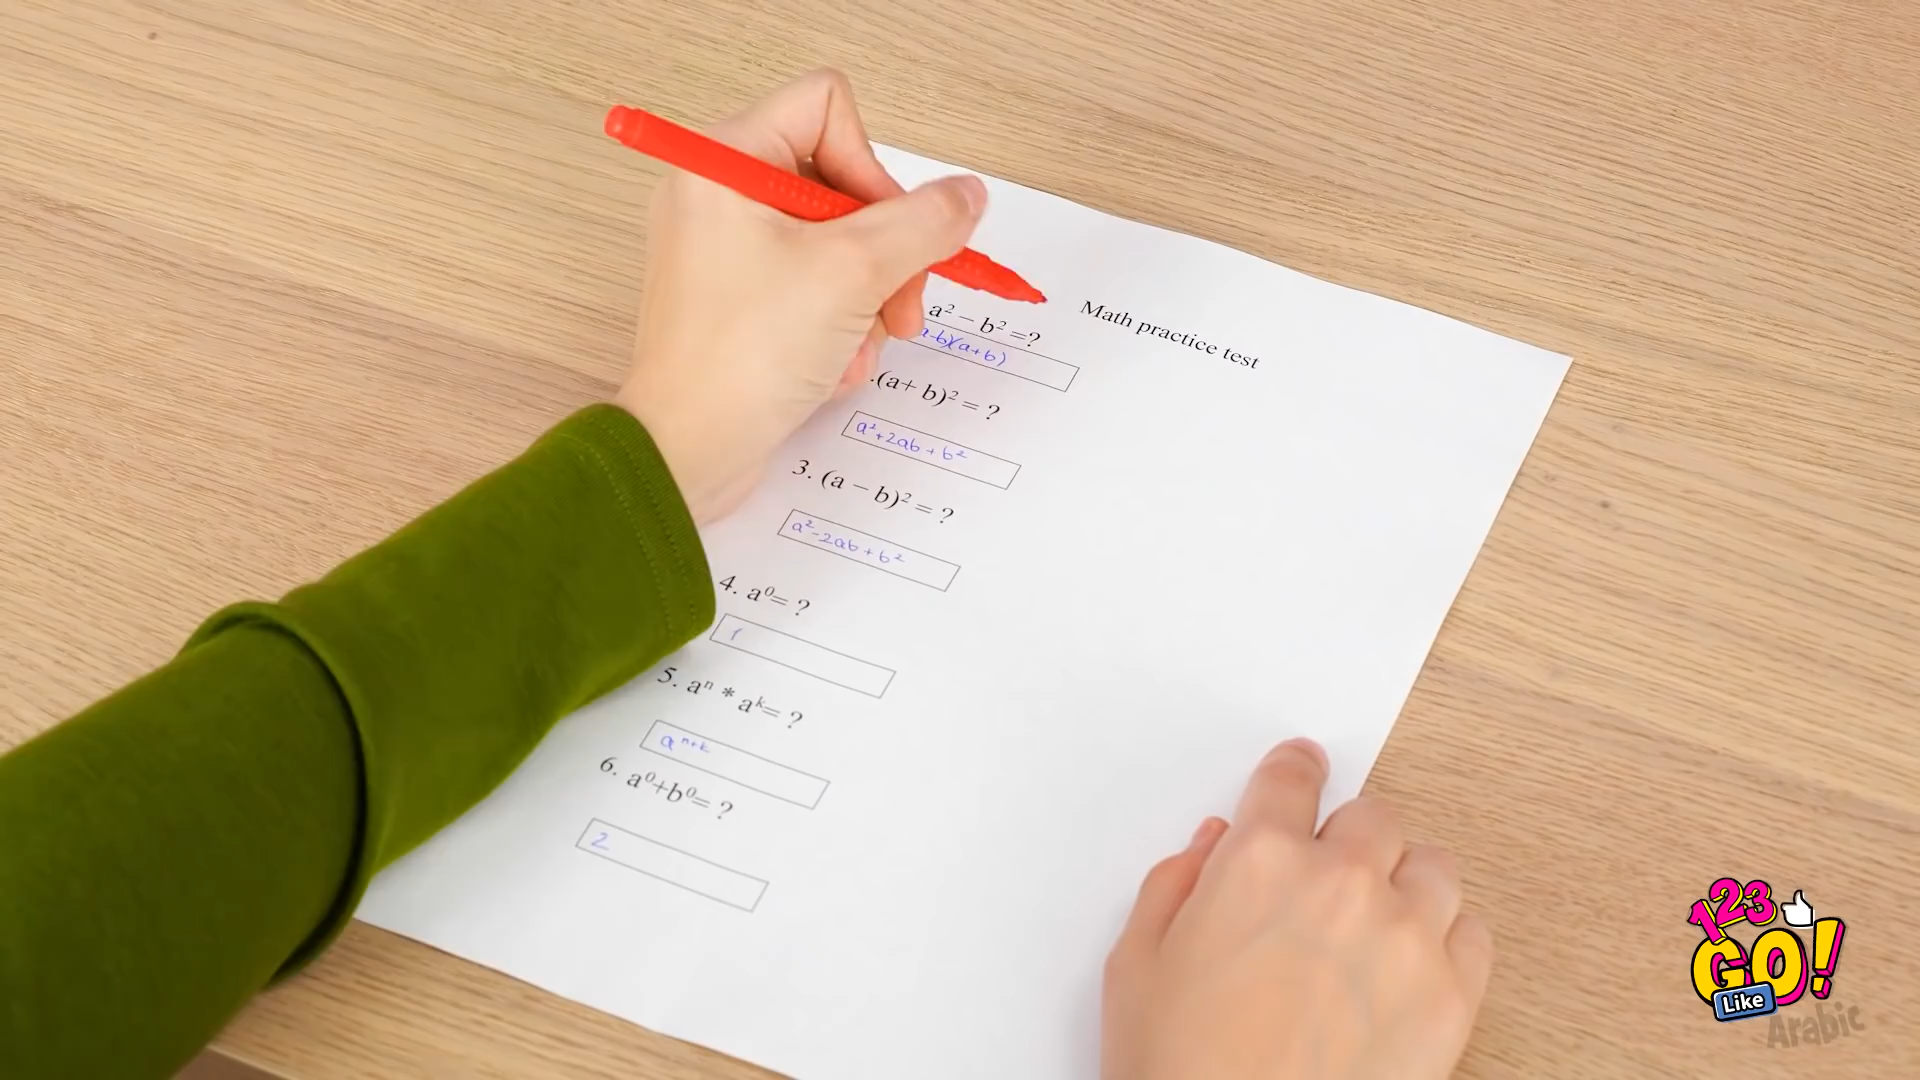 Math practice test
a² − b² =?
a-b)(a+b)
.(a+ b)² = ?
a²+2ab+b²
3. (a − b)² = ?
a²-2ab+b²
4. a⁰= ?
1
5. aⁿ * aᵏ= ?
aⁿ⁺ᵏ
6. a⁰+b⁰= ?
2
123
GO!
Like
Arabic